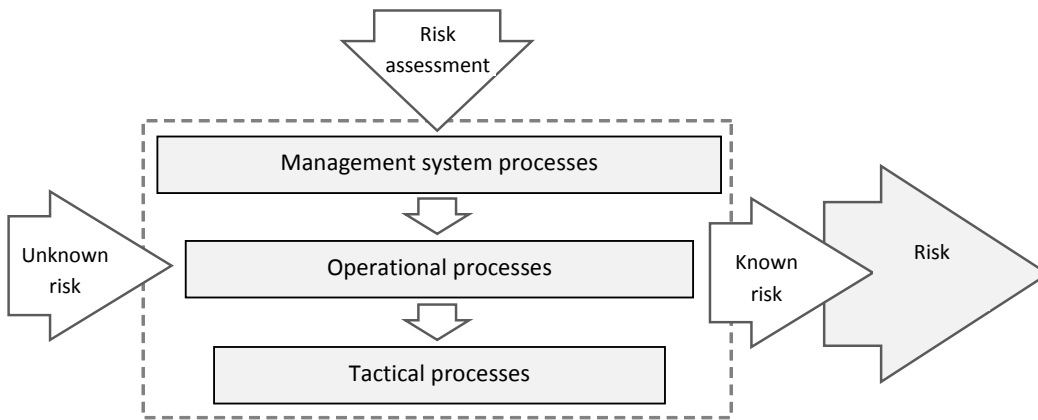 Risk
assessment
Management system processes
Unknown
risk
Operational processes
Known
risk
Risk
Tactical processes